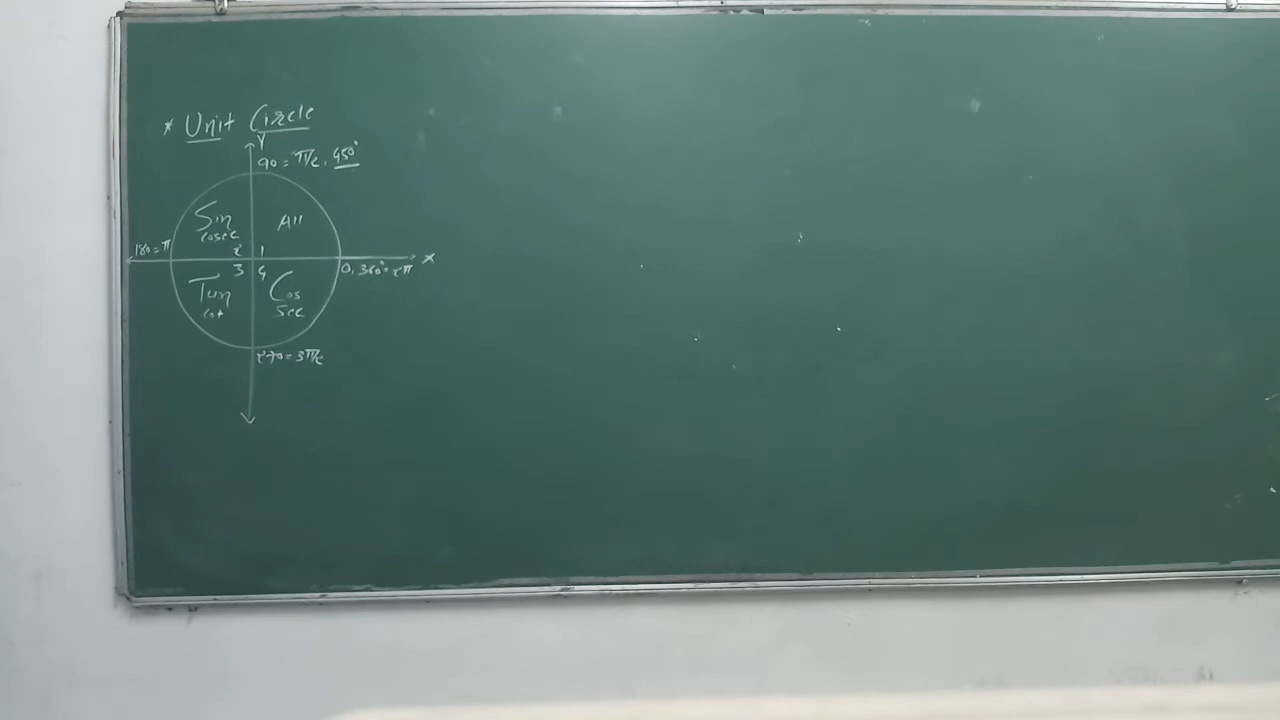 * Unit Circle
Y
90 = π/2, 450°
Sin
cosec
All
180 = π
2
1
X
3
4
0, 360° = 2π
Tan
cot
Cos
Sec
270 = 3π/2